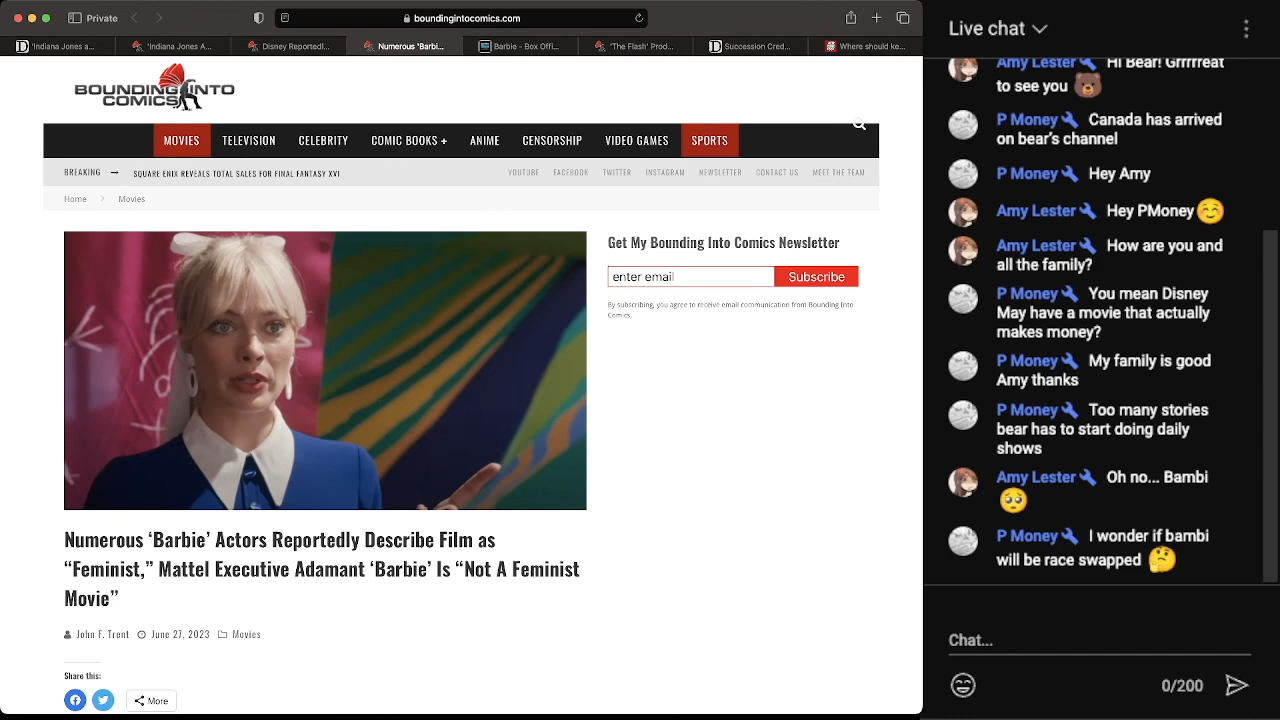 Private
boundingintocomics.com
'Indiana Jones a...
'Indiana Jones A...
Disney Reportedl...
Numerous 'Barbi...
Barbie - Box Offi...
'The Flash' Prod...
Succession Cred...
Where should ke...
BOUNDING INTO
COMICS
MOVIES
TELEVISION
CELEBRITY
COMIC BOOKS +
ANIME
CENSORSHIP
VIDEO GAMES
SPORTS
BREAKING
SQUARE ENIX REVEALS TOTAL SALES FOR FINAL FANTASY XVI
YOUTUBE
FACEBOOK
TWITTER
INSTAGRAM
NEWSLETTER
CONTACT US
MEET THE TEAM
Home > Movies
Numerous ‘Barbie’ Actors Reportedly Describe Film as
“Feminist,” Mattel Executive Adamant ‘Barbie’ Is “Not A Feminist
Movie”
John F. Trent
June 27, 2023
Movies
Share this:
More
Get My Bounding Into Comics Newsletter
enter email
Subscribe
By subscribing, you agree to receive email communication from Bounding Into
Comics.
Live chat
Amy Lester Hi Bear! Grrrrreat
to see you 🐻
P Money Canada has arrived
on bear's channel
P Money Hey Amy
Amy Lester Hey PMoney ☺️
Amy Lester How are you and
all the family?
P Money You mean Disney
May have a movie that actually
makes money?
P Money My family is good
Amy thanks
P Money Too many stories
bear has to start doing daily
shows
Amy Lester Oh no... Bambi
🥺
P Money I wonder if bambi
will be race swapped 🤔
Chat...
0/200